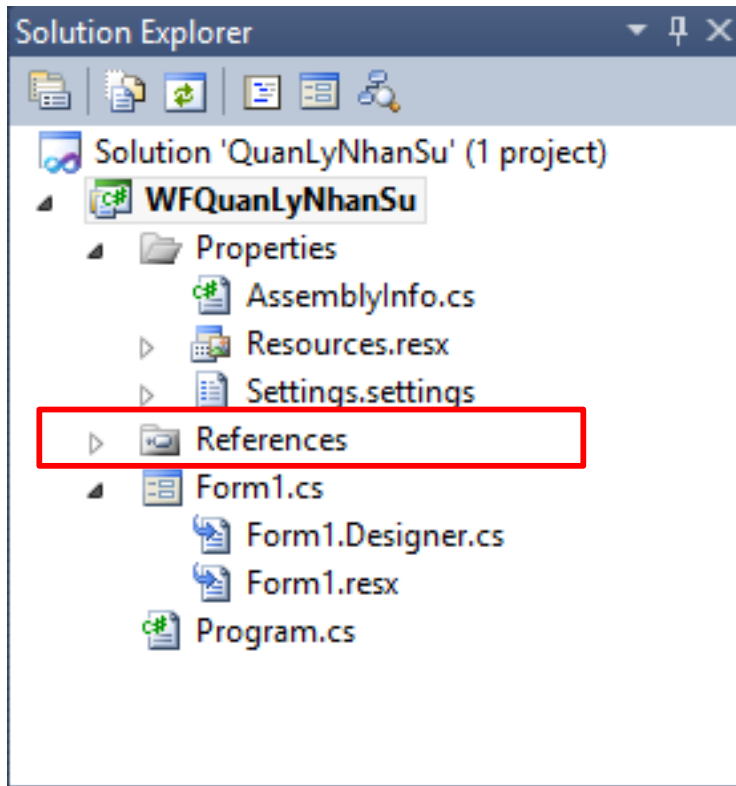 Solution Explorer
Solution 'QuanLyNhanSu' (1 project)
WFQuanLyNhanSu
Properties
AssemblyInfo.cs
Resources.resx
Settings.settings
References
Form1.cs
Form1.Designer.cs
Form1.resx
Program.cs